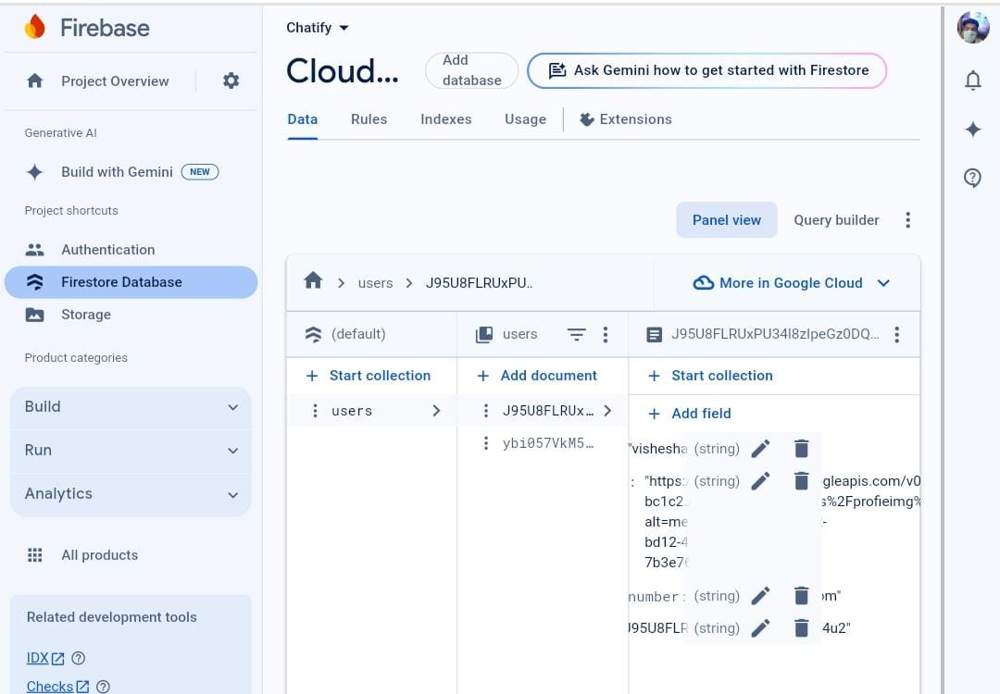 Firebase
Project Overview
Generative AI
Build with Gemini NEW
Project shortcuts
Authentication
Firestore Database
Storage
Product categories
Build
Run
Analytics
All products
Related development tools
IDX
Checks
Chatify
Cloud...
Add database
Ask Gemini how to get started with Firestore
Data Rules Indexes Usage Extensions
Panel view Query builder
users J95U8FLRUxPU..
More in Google Cloud
(default)
Start collection
users
users
Add document
J95U8FLRUx…
ybi057VkM5…
J95U8FLRUxPU34I8zIpeGz0DQ...
Start collection
Add field
"vishesha (string)
: "https: (string) gleapis.com/v0
bc1c2. s%2Fprofieimg%
alt=me
bd12-4
7b3e76
number: (string) om"
J95U8FLR (string) 4u2"